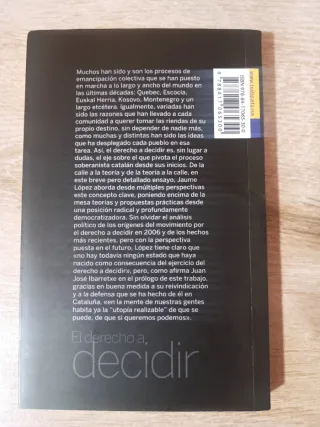 Muchos han sido y son los procesos de
emancipación colectiva que se han puesto
en marcha a lo largo y ancho del mundo en
las últimas décadas: Quebec, Escocia,
Euskal Herria, Kosovo, Montenegro y un
largo etcétera. Igualmente, variadas han
sido las razones que han llevado a cada
comunidad a querer tomar las riendas de su
propio destino, sin depender de nadie más,
como muchas y distintas han sido las ideas
que ha desplegado cada pueblo en esa
tarea. Así, el derecho a decidir es, sin lugar a
dudas, el eje sobre el que pivota el proceso
soberanista catalán desde sus inicios. De la
calle a la teoría y de la teoría a la calle, en
este breve pero detallado ensayo, Jaume
López aborda desde múltiples perspectivas
este concepto clave, poniendo encima de la
mesa teorías y propuestas prácticas desde
una posición radical y profundamente
democratizadora. Sin olvidar el análisis
político de los orígenes del movimiento por
el derecho a decidir en 2006 y de los hechos
más recientes, pero con la perspectiva
puesta en el futuro, López tiene claro que
«no hay todavía ningún estado que haya
nacido como consecuencia del ejercicio del
derecho a decidir», pero, como afirma Juan
José Ibarretxe en el prólogo de este trabajo,
gracias en buena medida a su reivindicación
y a la defensa que se ha hecho de él en
Cataluña, «en la mente de nuestras gentes
habita ya la "utopía realizable" de que se
puede, de que sí queremos podemos».
El derecho a
decidir